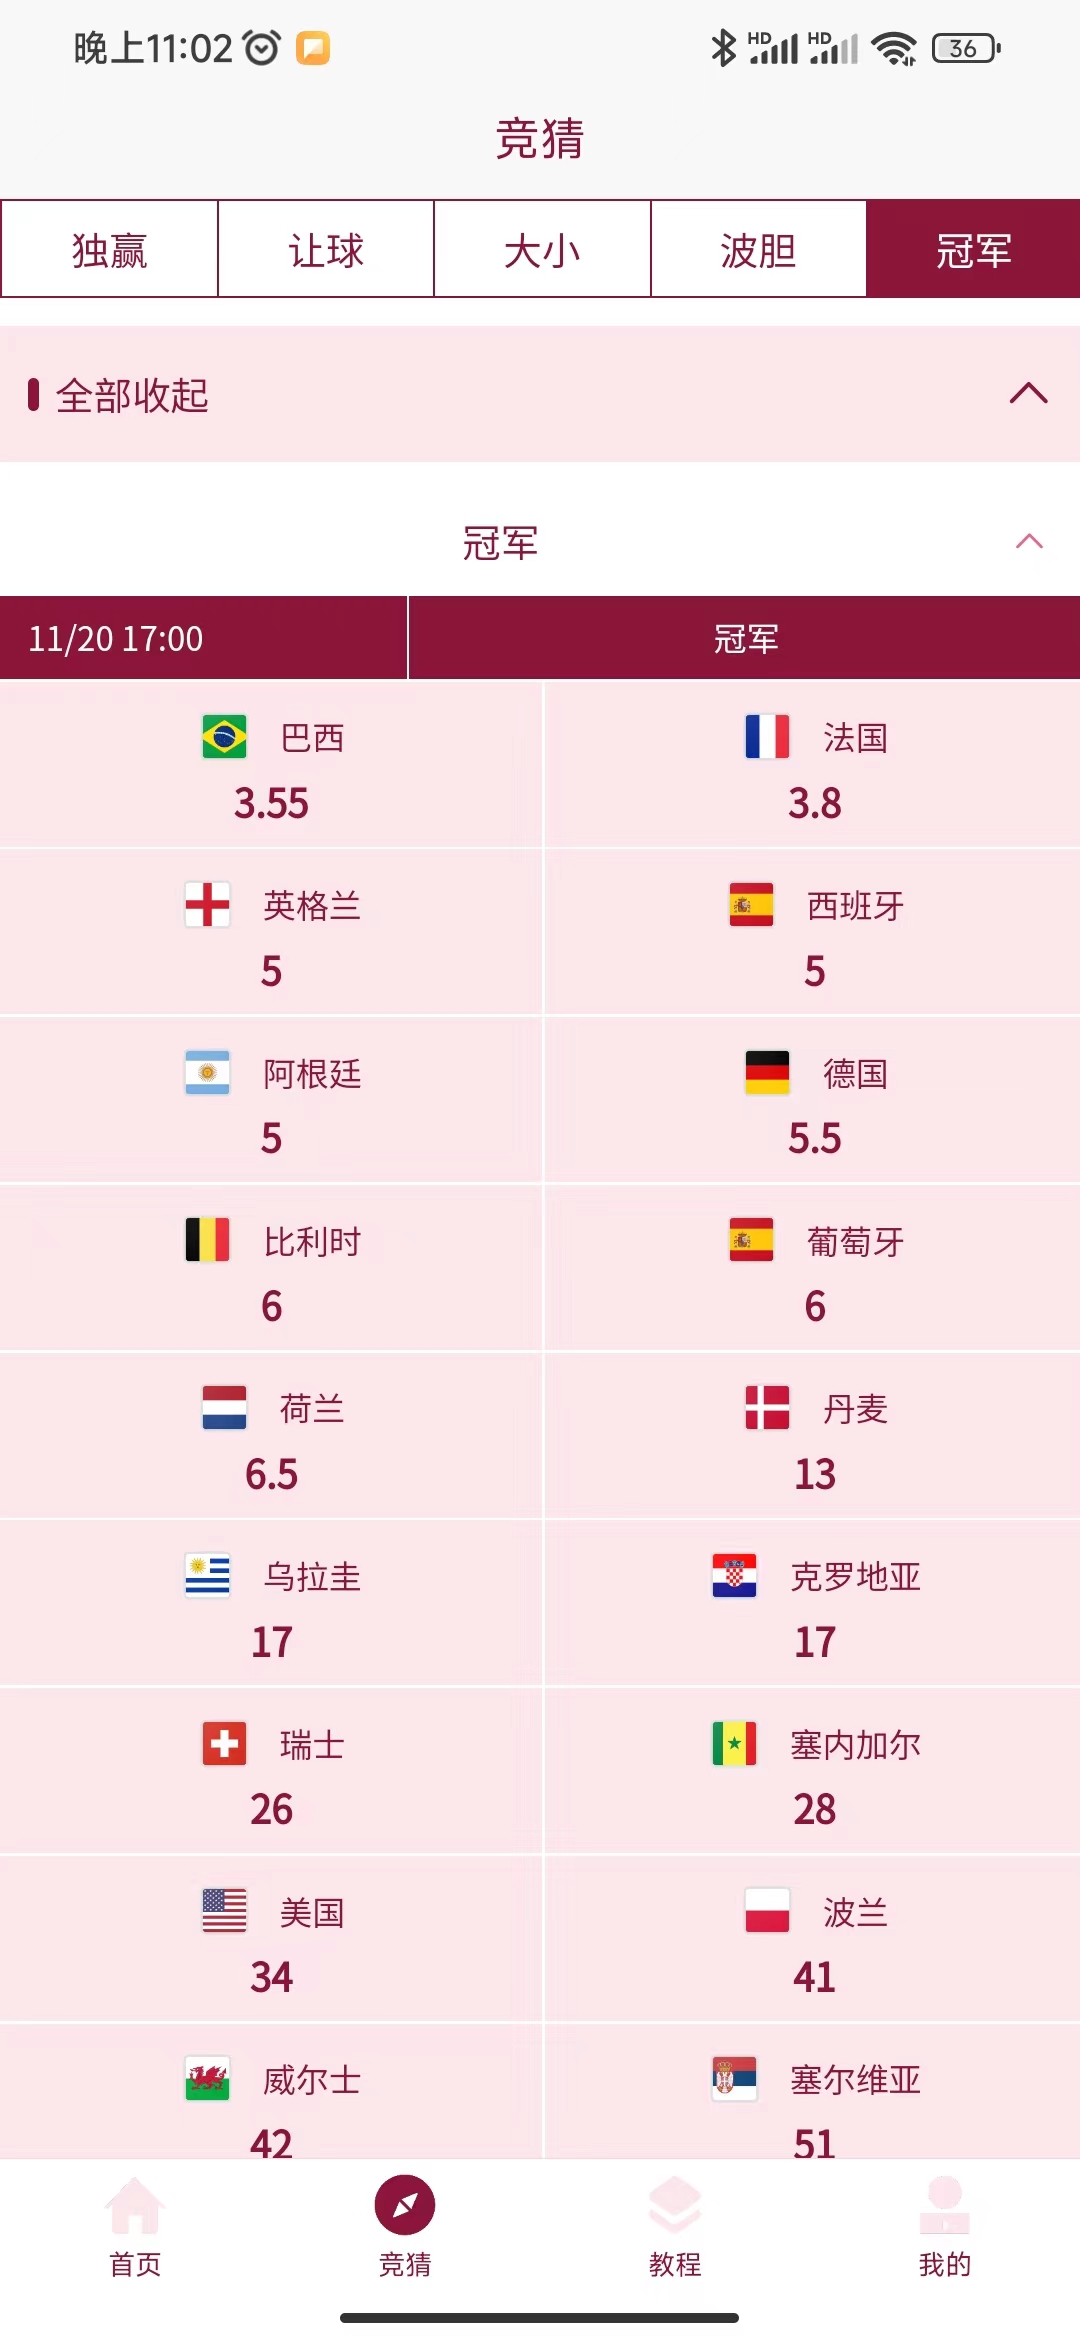 晚上11:02 HD HD 36
竞猜
独赢 让球 大小 波胆 冠军
全部收起
冠军
11/20 17:00 冠军
巴西 法国
3.55 3.8
英格兰 西班牙
5 5
阿根廷 德国
5 5.5
比利时 葡萄牙
6 6
荷兰 丹麦
6.5 13
乌拉圭 克罗地亚
17 17
瑞士 塞内加尔
26 28
美国 波兰
34 41
威尔士 塞尔维亚
42 51
首页 竞猜 教程 我的